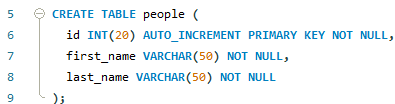 5 CREATE TABLE people (
6 id INT(20) AUTO_INCREMENT PRIMARY KEY NOT NULL,
7 first_name VARCHAR(50) NOT NULL,
8 last_name VARCHAR(50) NOT NULL
9 );